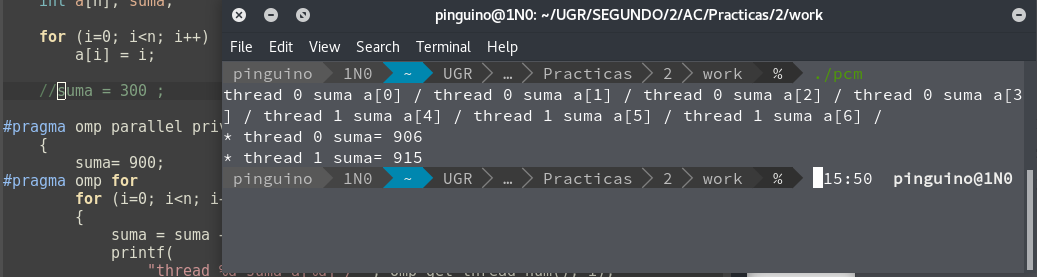 int a[n], suma;
for (i=0; i<n; i++)
a[i] = i;
//suma = 300 ;
#pragma omp parallel
{
suma= 900;
#pragma omp for
for (i=0; i<n;
{
suma = suma
printf(
pinguino@1N0: ~/UGR/SEGUNDO/2/AC/Practicas/2/work
File Edit View Search Terminal Help
pinguino 1N0 ~ UGR … Practicas 2 work % ./pcm
thread 0 suma a[0] / thread 0 suma a[1] / thread 0 suma a[2] / thread 0 suma a[3
] / thread 1 suma a[4] / thread 1 suma a[5] / thread 1 suma a[6] /
* thread 0 suma= 906
* thread 1 suma= 915
pinguino 1N0 ~ UGR … Practicas 2 work % 15:50 pinguino@1N0